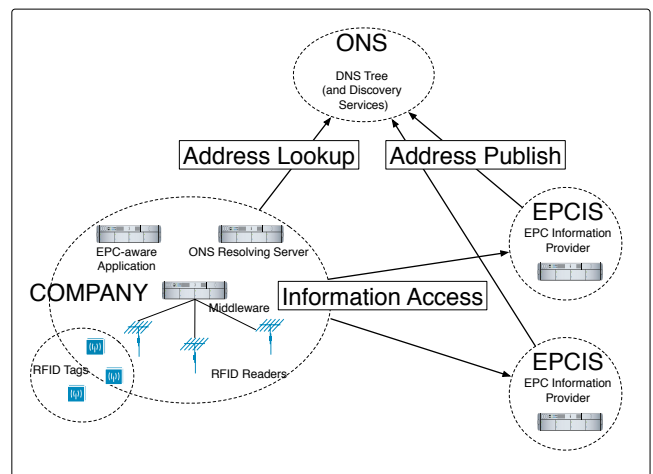 ONS
DNS Tree
(and Discovery
Services)
Address Lookup
Address Publish
EPCIS
EPC Information
Provider
EPC-aware
Application
ONS Resolving Server
COMPANY
Middleware
Information Access
RFID Tags
RFID Readers
EPCIS
EPC Information
Provider